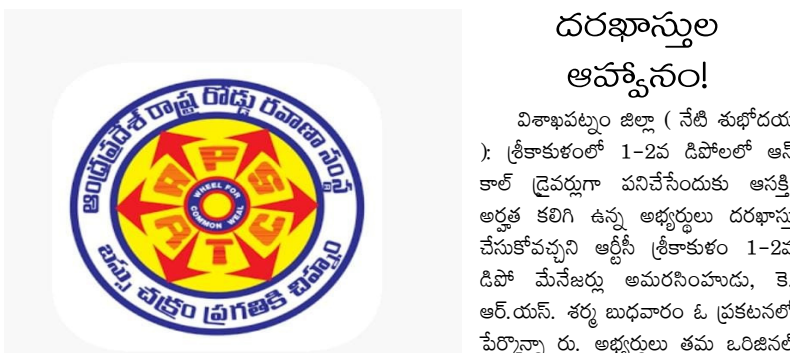 ఆంధ్రప్రదేశ్ రాష్ట్ర రోడ్డు రవాణా సంస్థ
APSRTC
WHEEL FOR
COMMON WEAL
బస్సు చక్రం ప్రగతికి చిహ్నం
దరఖాస్తుల
ఆహ్వానం!
విశాఖపట్నం జిల్లా ( నేటి శుభోదయ
): శ్రీకాకుళంలో 1-2వ డిపోలలో ఆన్
కాల్ డ్రైవర్లుగా పనిచేసేందుకు ఆసక్తి,
అర్హత కలిగి ఉన్న అభ్యర్థులు దరఖాస్తు
చేసుకోవచ్చని ఆర్టీసీ శ్రీకాకుళం 1-2వ
డిపో మేనేజర్లు అమరసింహుడు, కె.
ఆర్.యస్. శర్మ బుధవారం ఓ ప్రకటనలో
పేర్కొన్నా రు. అభ్యర్థులు తమ ఒరిజినల్